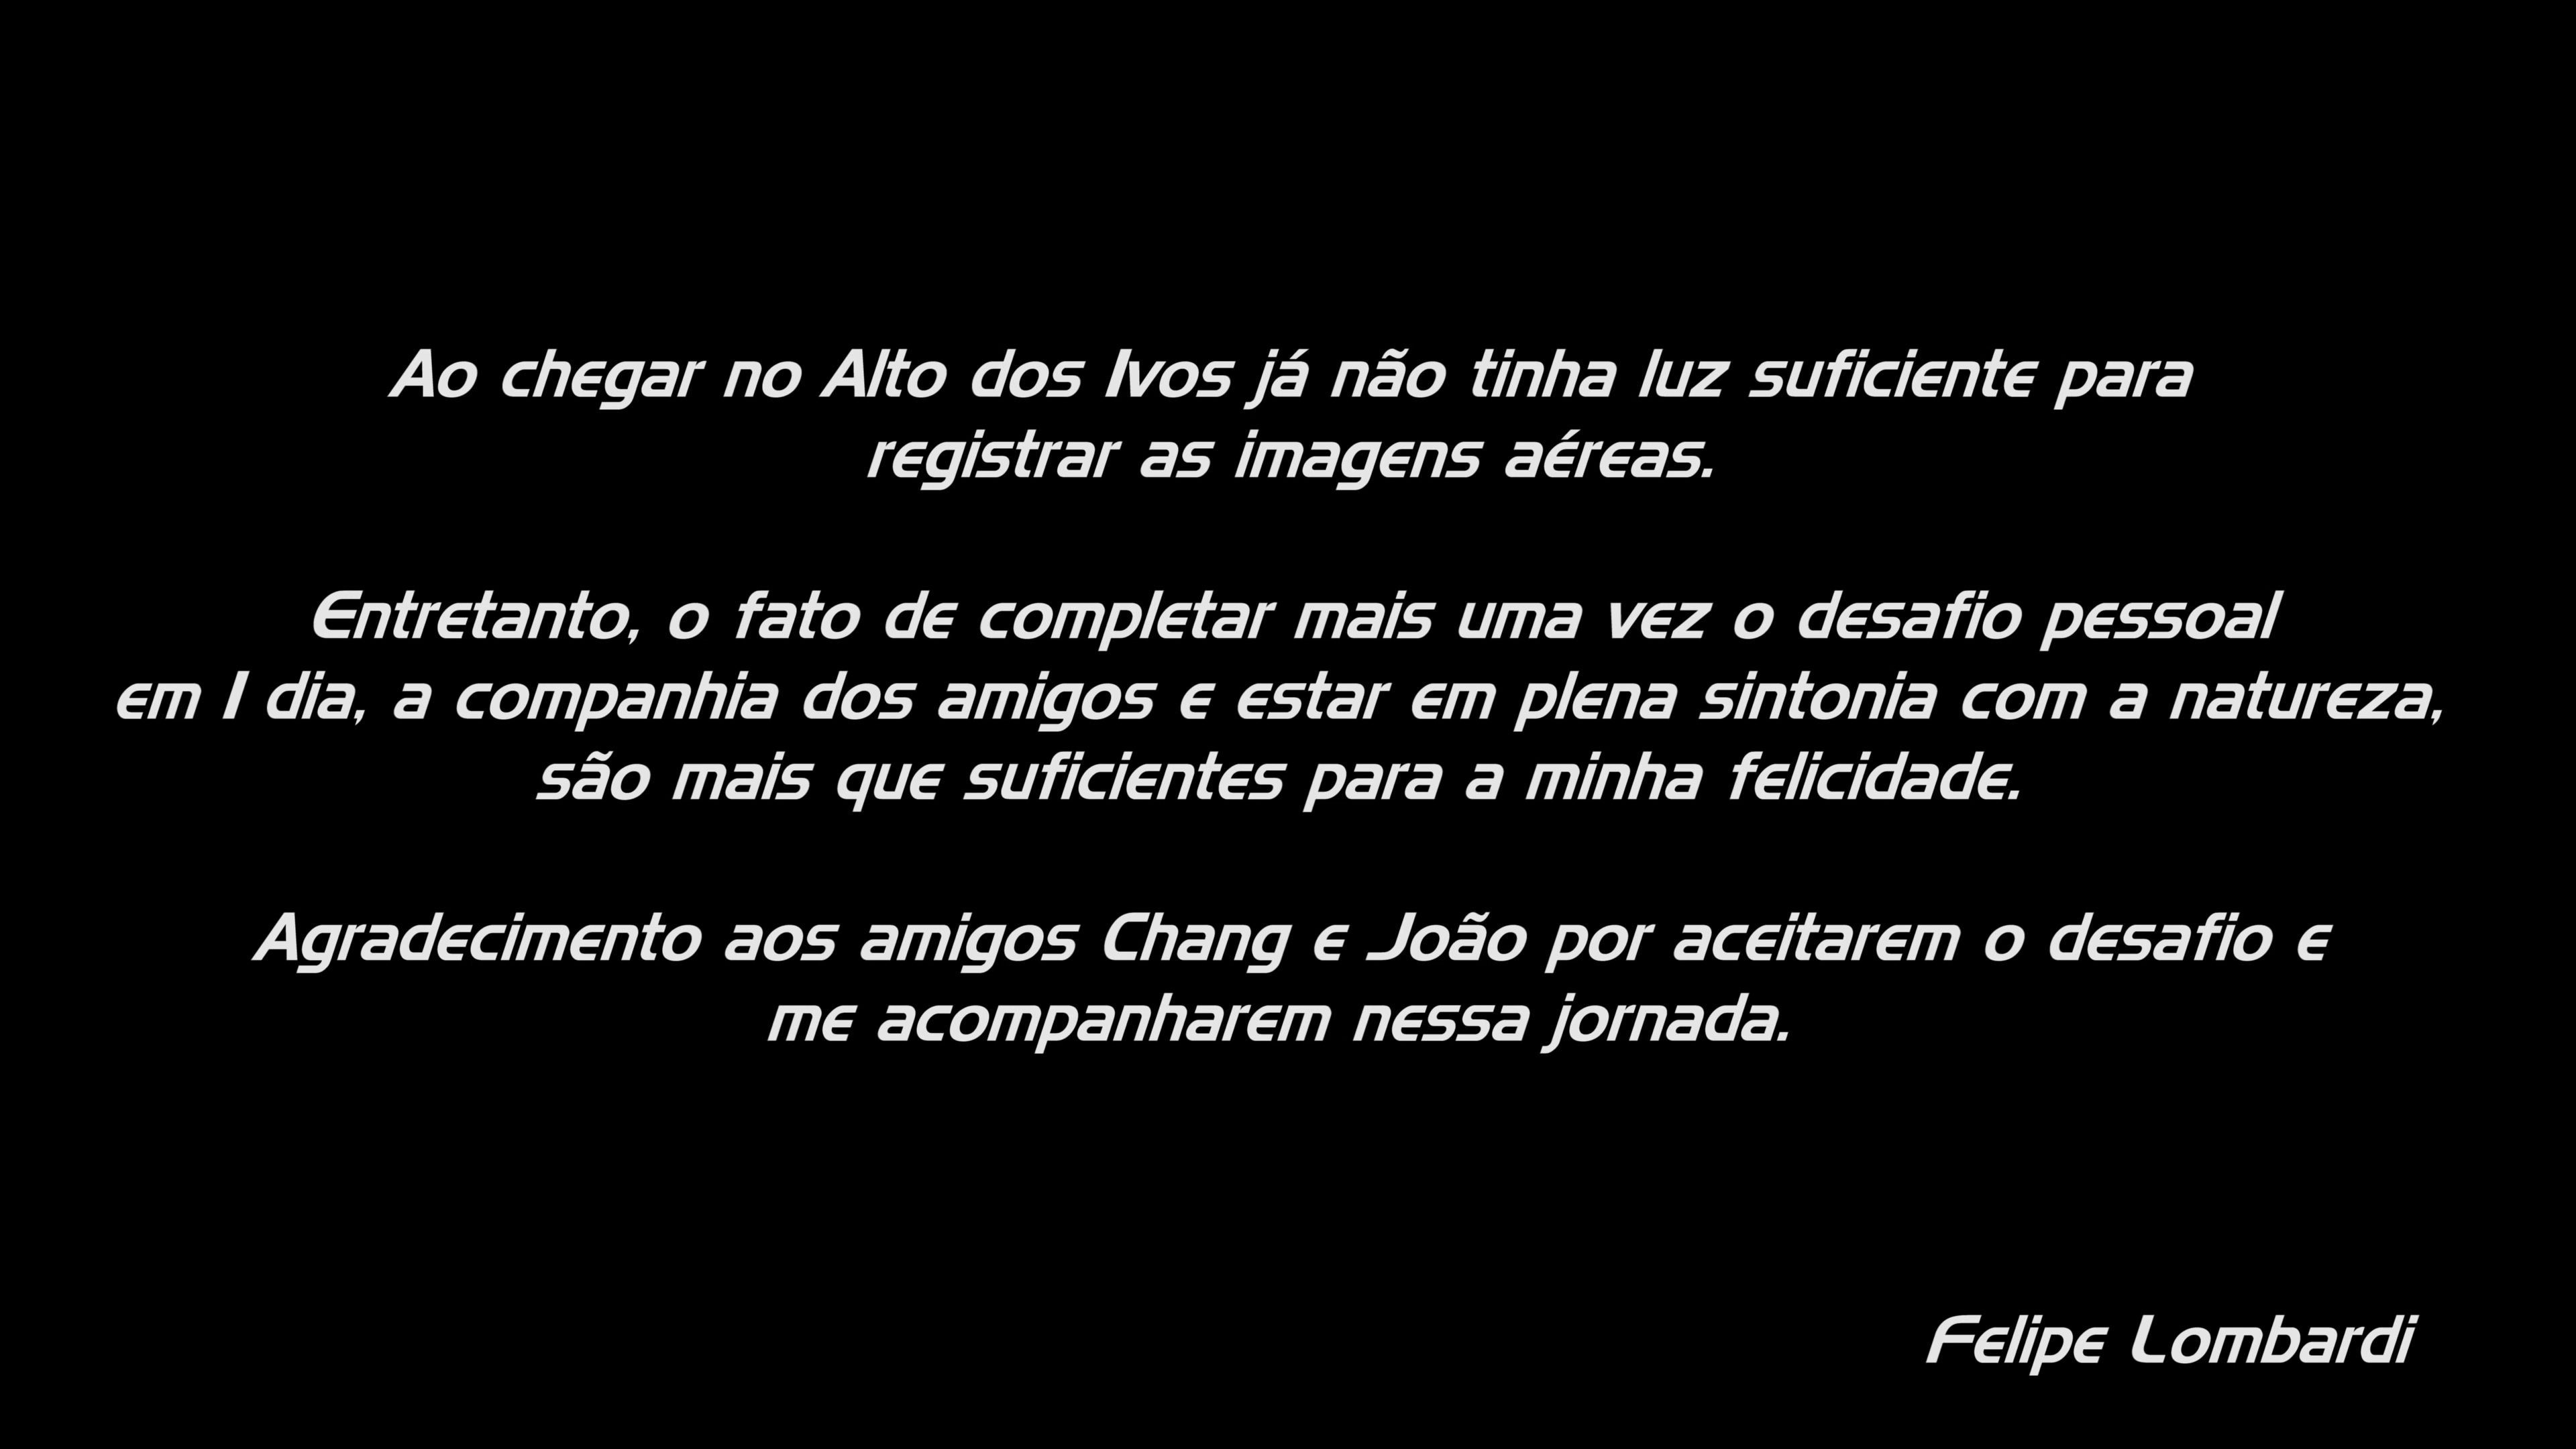 Ao chegar no Alto dos Ivos já não tinha luz suficiente para
registrar as imagens aéreas.
Entretanto, o fato de completar mais uma vez o desafio pessoal
em 1 dia, a companhia dos amigos e estar em plena sintonia com a natureza,
são mais que suficientes para a minha felicidade.
Agradecimento aos amigos Chang e João por aceitarem o desafio e
me acompanharem nessa jornada.
Felipe Lombardi